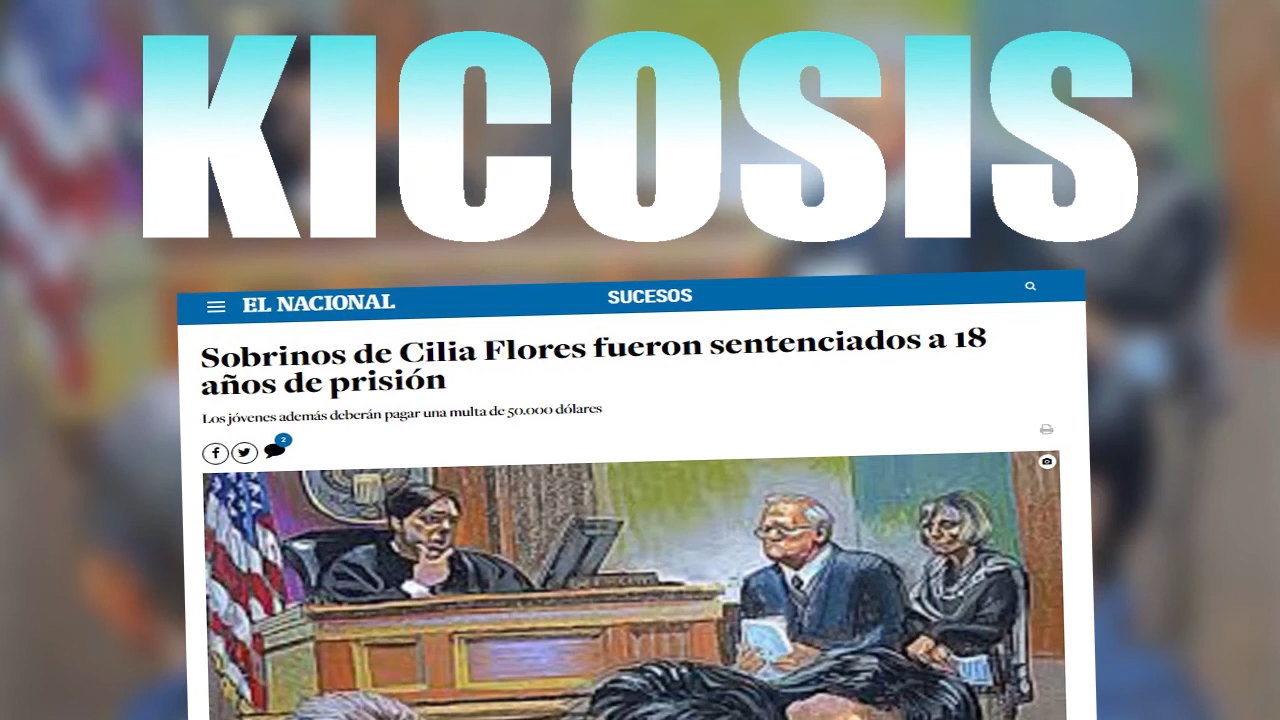 KICOSIS
EL NACIONAL
SUCESOS
Sobrinos de Cilia Flores fueron sentenciados a 18
años de prisión
Los jóvenes además deberán pagar una multa de 50.000 dólares
2